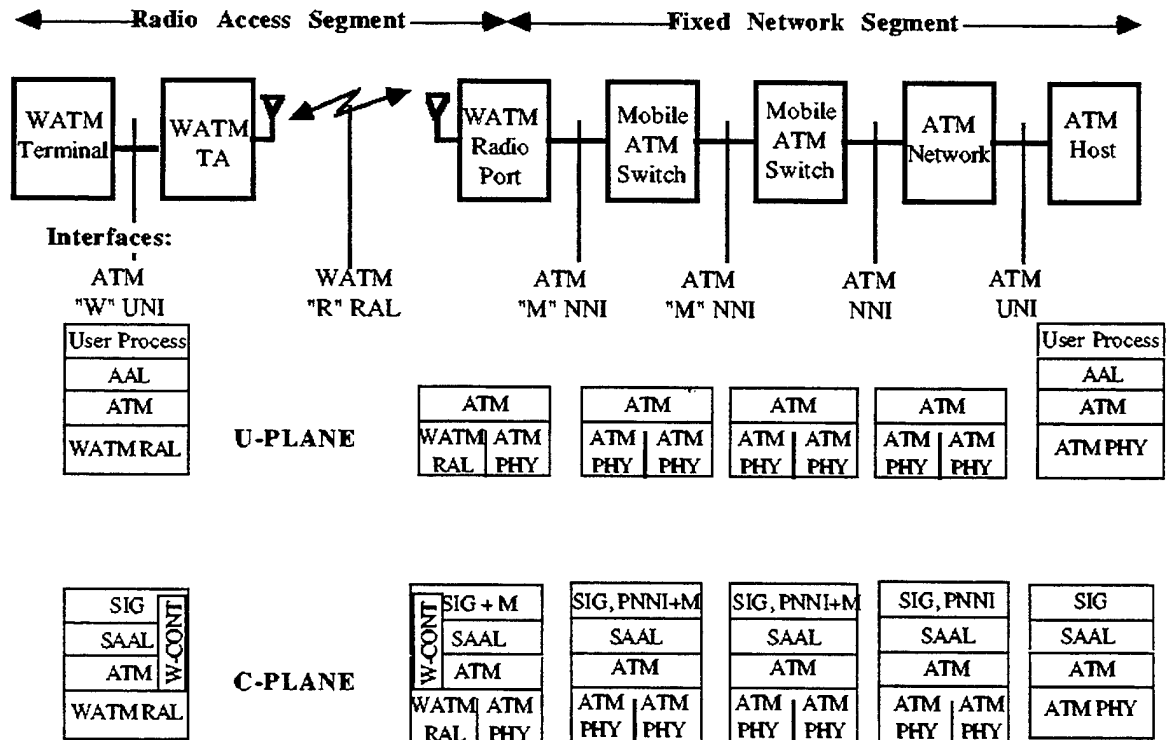 Radio Access Segment
Fixed Network Segment
WATM
Terminal
WATM
TA
WATM
Radio
Port
Mobile
ATM
Switch
Mobile
ATM
Switch
ATM
Network
ATM
Host
Interfaces:
ATM
"W" UNI
WATM
"R" RAL
ATM
"M" NNI
ATM
"M" NNI
ATM
NNI
ATM
UNI
User Process
AAL
ATM
WATM RAL
U-PLANE
ATM
WATM RAL
ATM PHY
ATM
ATM PHY
ATM PHY
ATM
ATM PHY
ATM PHY
ATM
ATM PHY
ATM PHY
User Process
AAL
ATM
ATM PHY
SIG
SAAL
ATM
W-CONT
WATM RAL
C-PLANE
W-CONT
SIG + M
SAAL
ATM
WATM RAL
ATM PHY
SIG, PNNI+M
SAAL
ATM
ATM PHY
ATM PHY
SIG, PNNI+M
SAAL
ATM
ATM PHY
ATM PHY
SIG, PNNI
SAAL
ATM
ATM PHY
ATM PHY
SIG
SAAL
ATM
ATM PHY